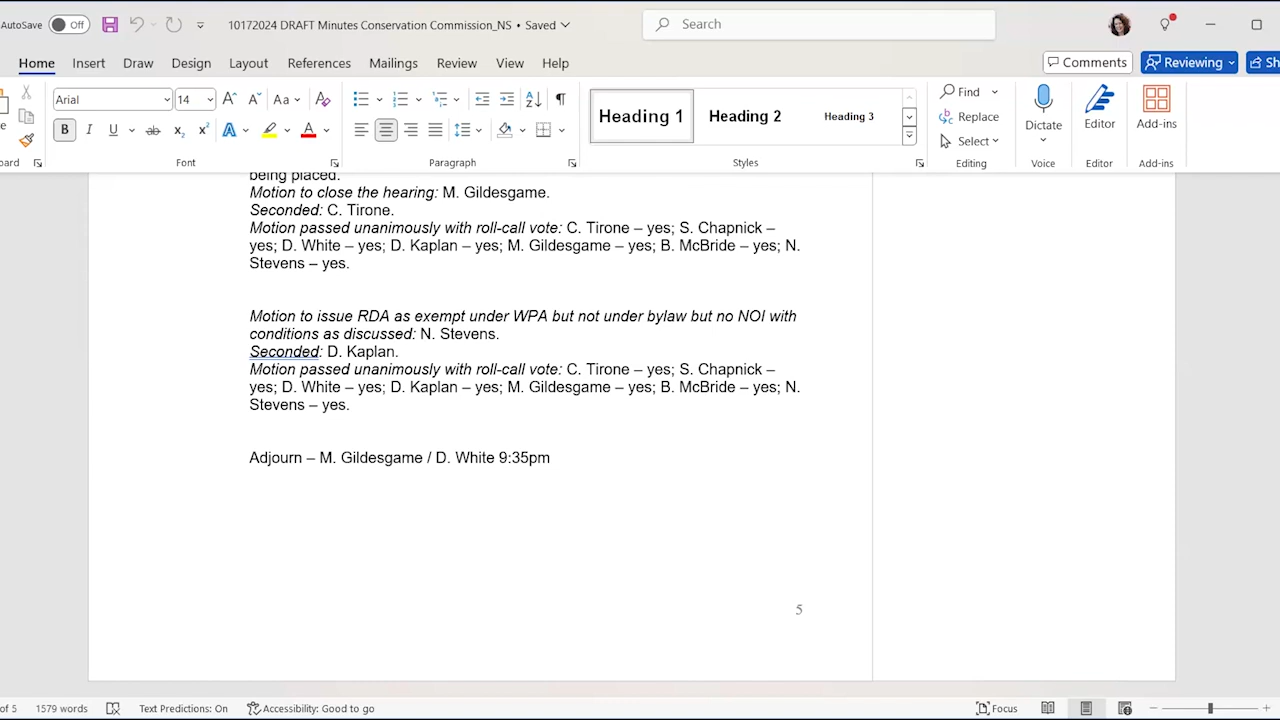 AutoSave Off 10172024 DRAFT Minutes Conservation Commission_NS • Saved Search
Home Insert Draw Design Layout References Mailings Review View Help Comments Reviewing Sh
Arial 14 Aa Heading 1 Heading 2 Heading 3 Find Replace Select Dictate Editor Add-ins
B I U ab x₂ x² A A
oard Font Paragraph Styles Editing Voice Editor Add-ins
being placed.
Motion to close the hearing: M. Gildesgame.
Seconded: C. Tirone.
Motion passed unanimously with roll-call vote: C. Tirone – yes; S. Chapnick –
yes; D. White – yes; D. Kaplan – yes; M. Gildesgame – yes; B. McBride – yes; N.
Stevens – yes.
Motion to issue RDA as exempt under WPA but not under bylaw but no NOI with
conditions as discussed: N. Stevens.
Seconded: D. Kaplan.
Motion passed unanimously with roll-call vote: C. Tirone – yes; S. Chapnick –
yes; D. White – yes; D. Kaplan – yes; M. Gildesgame – yes; B. McBride – yes; N.
Stevens – yes.
Adjourn – M. Gildesgame / D. White 9:35pm
5
of 5 1579 words Text Predictions: On Accessibility: Good to go Focus